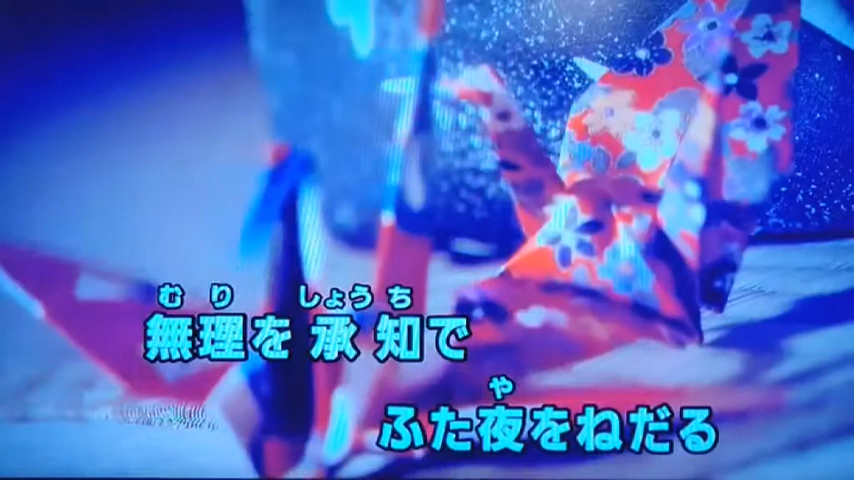 むり しょうち
無理を承知で
や
ふた夜をねだる